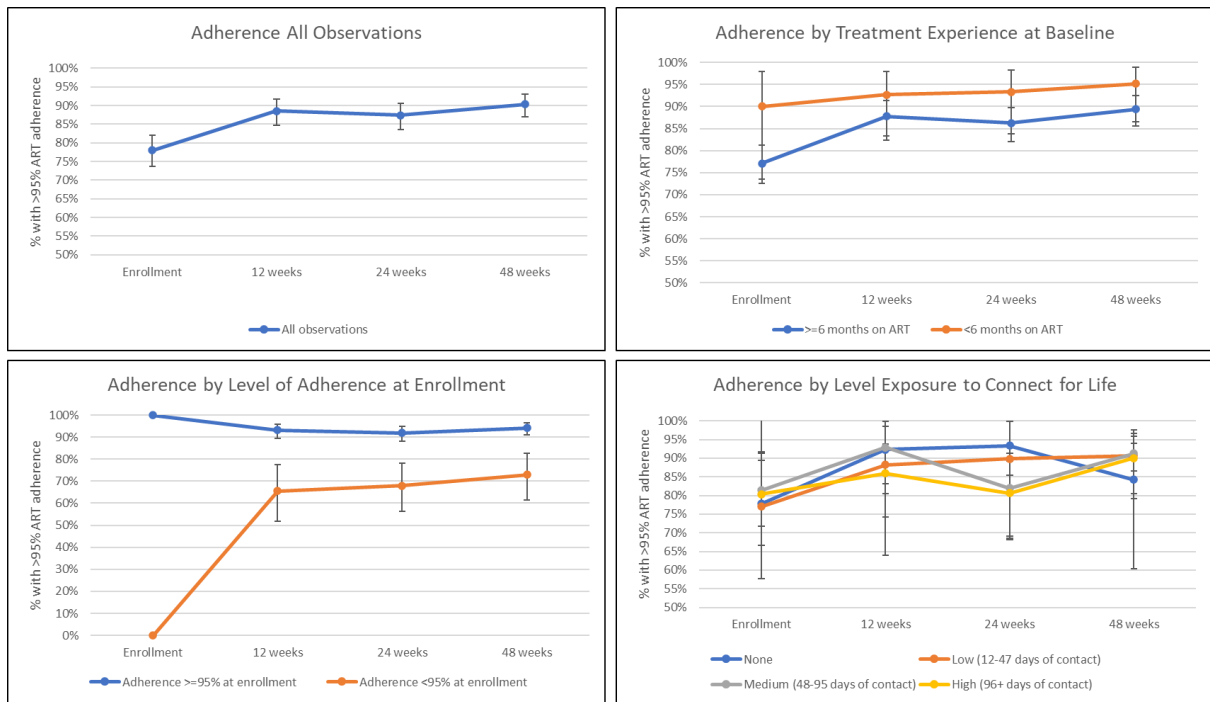 Adherence All Observations
% with >95% ART adherence
100%
95%
90%
85%
80%
75%
70%
65%
60%
55%
50%
Enrollment 12 weeks 24 weeks 48 weeks
All observations
Adherence by Treatment Experience at Baseline
% with >95% ART adherence
100%
95%
90%
85%
80%
75%
70%
65%
60%
55%
50%
Enrollment 12 weeks 24 weeks 48 weeks
>=6 months on ART <6 months on ART
Adherence by Level of Adherence at Enrollment
% with >95% ART adherence
100%
90%
80%
70%
60%
50%
40%
30%
20%
10%
0%
Enrollment 12 weeks 24 weeks 48 weeks
Adherence >=95% at enrollment Adherence <95% at enrollment
Adherence by Level Exposure to Connect for Life
% with >95% ART adherence
100%
95%
90%
85%
80%
75%
70%
65%
60%
55%
50%
Enrollment 12 weeks 24 weeks 48 weeks
None Low (12-47 days of contact)
Medium (48-95 days of contact) High (96+ days of contact)